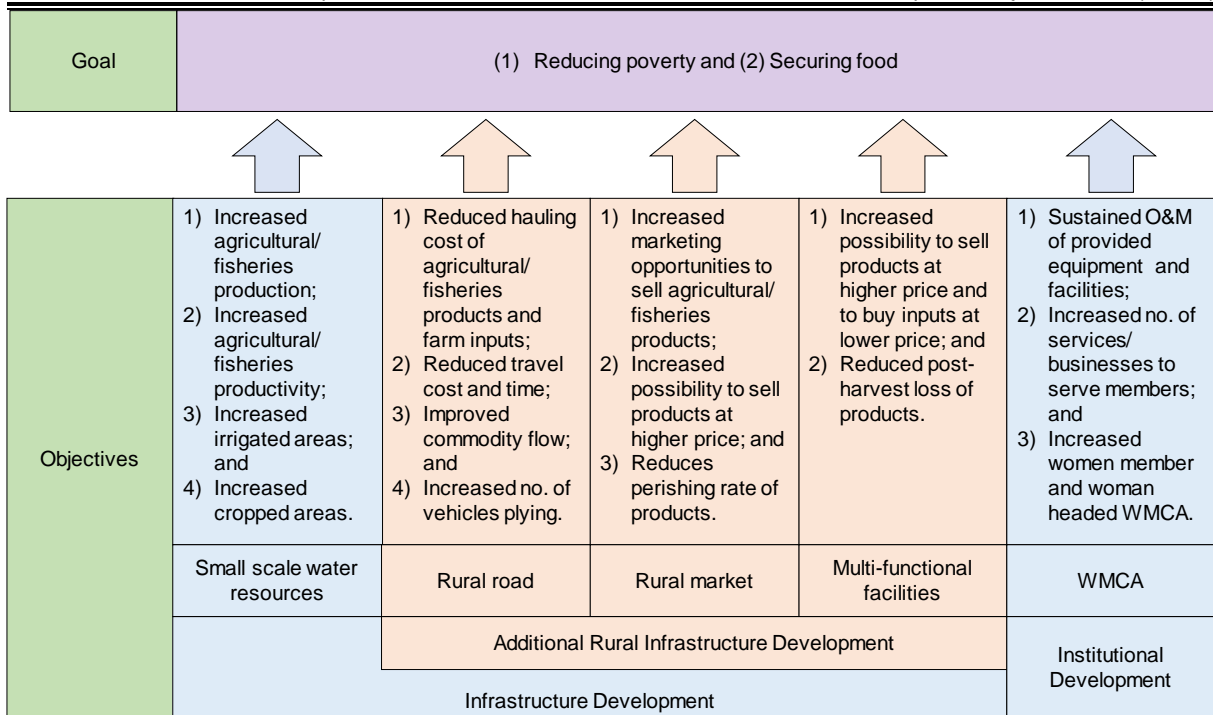 Goal
(1) Reducing poverty and (2) Securing food
Objectives
1) Increased
agricultural/
fisheries
production;
2) Increased
agricultural/
fisheries
productivity;
3) Increased
irrigated areas;
and
4) Increased
cropped areas.
1) Reduced hauling
cost of
agricultural/
fisheries
products and
farm inputs;
2) Reduced travel
cost and time;
3) Improved
commodity flow;
and
4) Increased no. of
vehicles plying.
1) Increased
marketing
opportunities to
sell agricultural/
fisheries
products;
2) Increased
possibility to sell
products at
higher price; and
3) Reduces
perishing rate of
products.
1) Increased
possibility to sell
products at
higher price and
to buy inputs at
lower price; and
2) Reduced post-
harvest loss of
products.
1) Sustained O&M
of provided
equipment and
facilities;
2) Increased no. of
services/
businesses to
serve members;
and
3) Increased
women member
and woman
headed WMCA.
Small scale water
resources
Rural road
Rural market
Multi-functional
facilities
WMCA
Additional Rural Infrastructure Development
Infrastructure Development
Institutional
Development